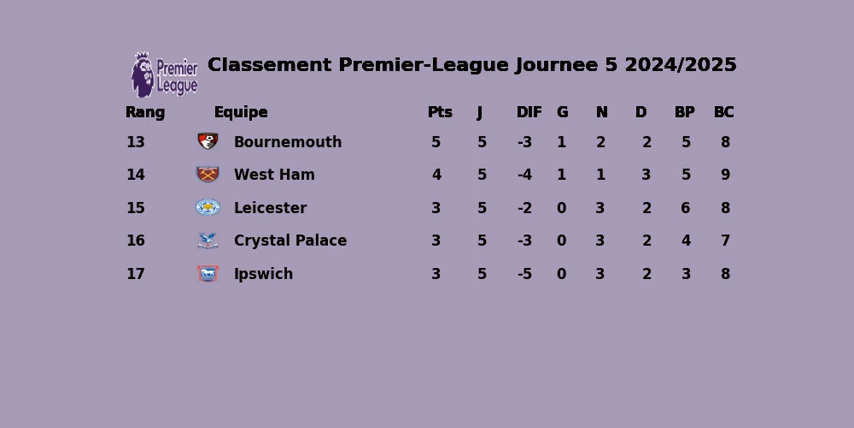 Premier League
Classement Premier-League Journee 5 2024/2025
Rang Equipe Pts J DIF G N D BP BC
13 Bournemouth 5 5 -3 1 2 2 5 8
14 West Ham 4 5 -4 1 1 3 5 9
15 Leicester 3 5 -2 0 3 2 6 8
16 Crystal Palace 3 5 -3 0 3 2 4 7
17 Ipswich 3 5 -5 0 3 2 3 8